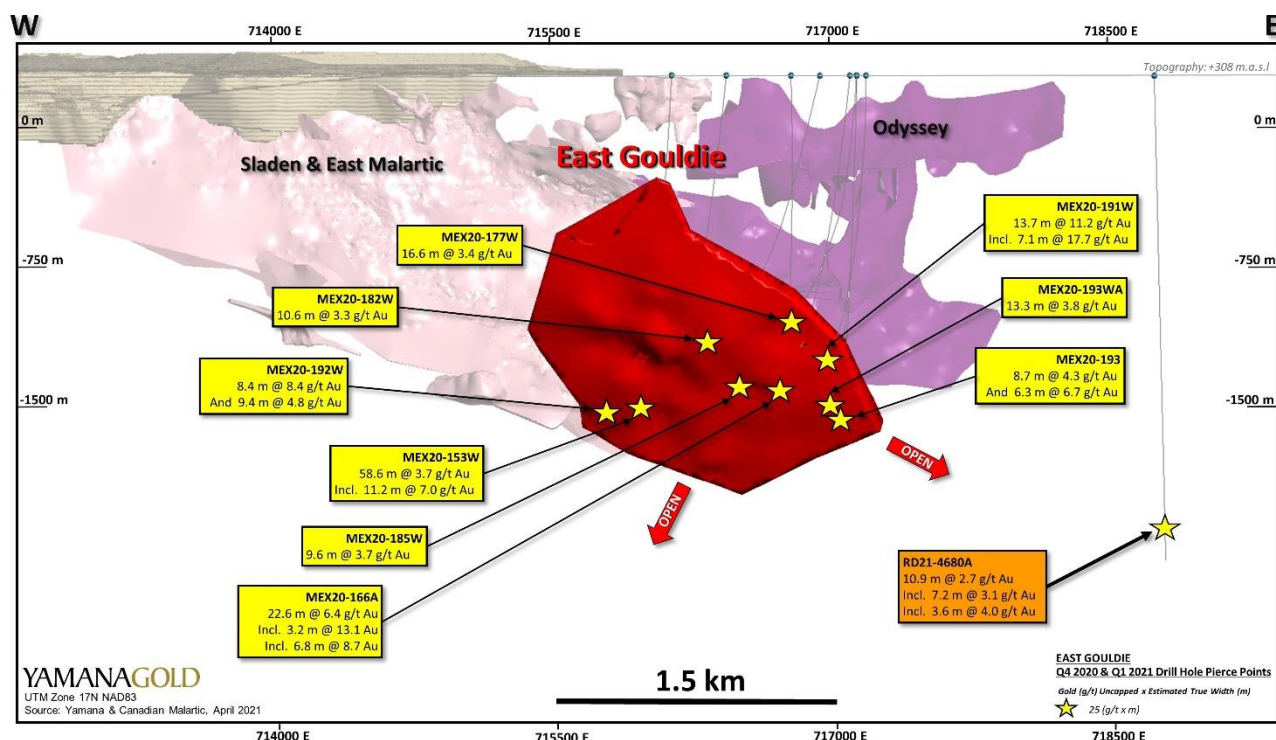 W
E
714000 E
715500 E
717000 E
718500 E
Topography: +308 m.a.s.l
0 m
0 m
Odyssey
Sladen & East Malartic
East Gouldie
MEX20-191W
13.7 m @ 11.2 g/t Au
Incl. 7.1 m @ 17.7 g/t Au
MEX20-177W
16.6 m @ 3.4 g/t Au
-750 m
-750 m
MEX20-182W
10.6 m @ 3.3 g/t Au
MEX20-193WA
13.3 m @ 3.8 g/t Au
MEX20-192W
8.4 m @ 8.4 g/t Au
And 9.4 m @ 4.8 g/t Au
MEX20-193
8.7 m @ 4.3 g/t Au
And 6.3 m @ 6.7 g/t Au
-1500 m
-1500 m
MEX20-153W
58.6 m @ 3.7 g/t Au
Incl. 11.2 m @ 7.0 g/t Au
OPEN
OPEN
MEX20-185W
9.6 m @ 3.7 g/t Au
RD21-4680A
10.9 m @ 2.7 g/t Au
Incl. 7.2 m @ 3.1 g/t Au
Incl. 3.6 m @ 4.0 g/t Au
MEX20-166A
22.6 m @ 6.4 g/t Au
Incl. 3.2 m @ 13.1 Au
Incl. 6.8 m @ 8.7 Au
YAMANAGOLD
UTM Zone 17N NAD83
Source: Yamana & Canadian Malartic, April 2021
1.5 km
EAST GOULDIE
Q4 2020 & Q1 2021 Drill Hole Pierce Points
Gold (g/t) Uncapped x Estimated True Width (m)
25 (g/t x m)
714000 E
715500 E
717000 E
718500 E